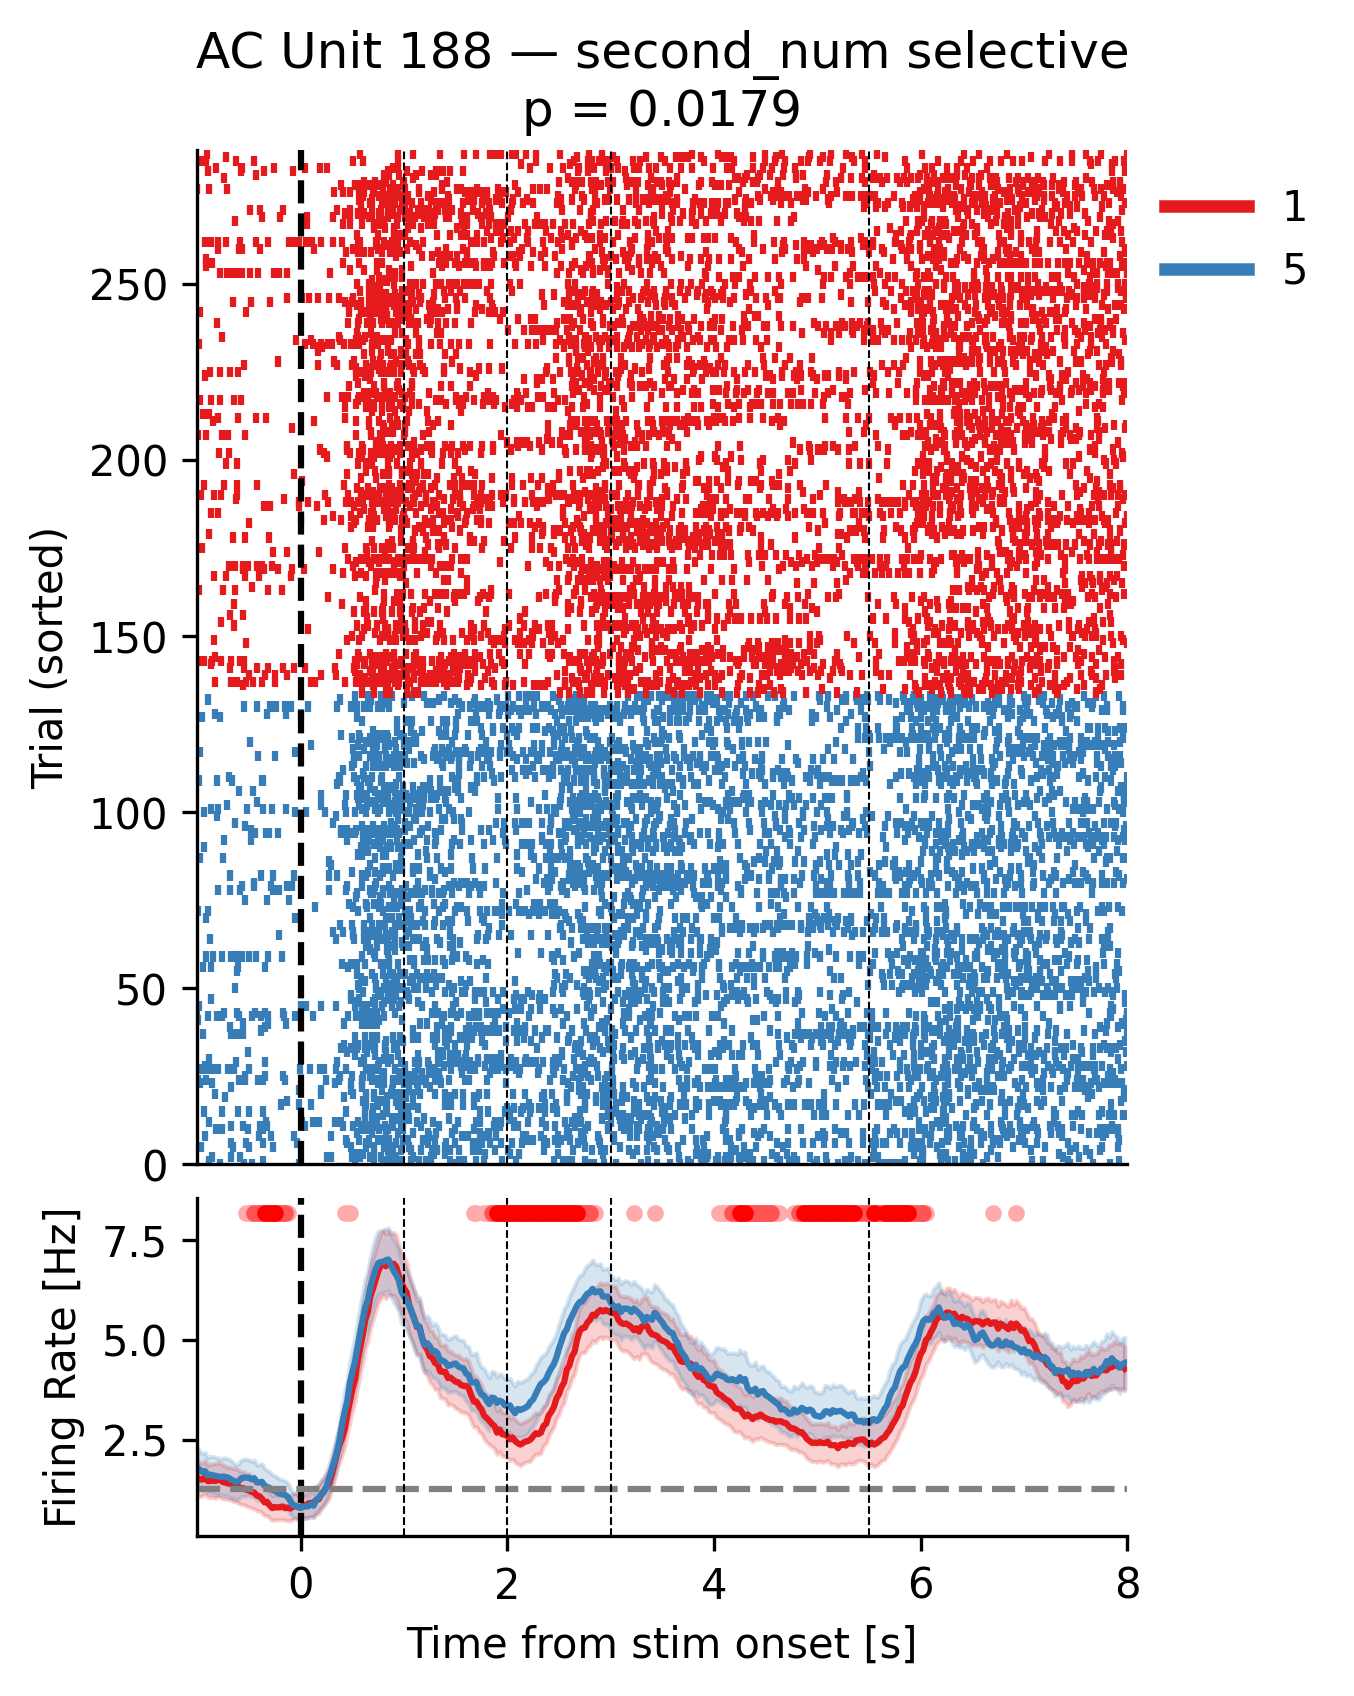 AC Unit 188 — second_num selective
p = 0.0179
1
5
Trial (sorted)
250
200
150
100
50
0
Firing Rate [Hz]
7.5
5.0
2.5
0 2 4 6 8
Time from stim onset [s]